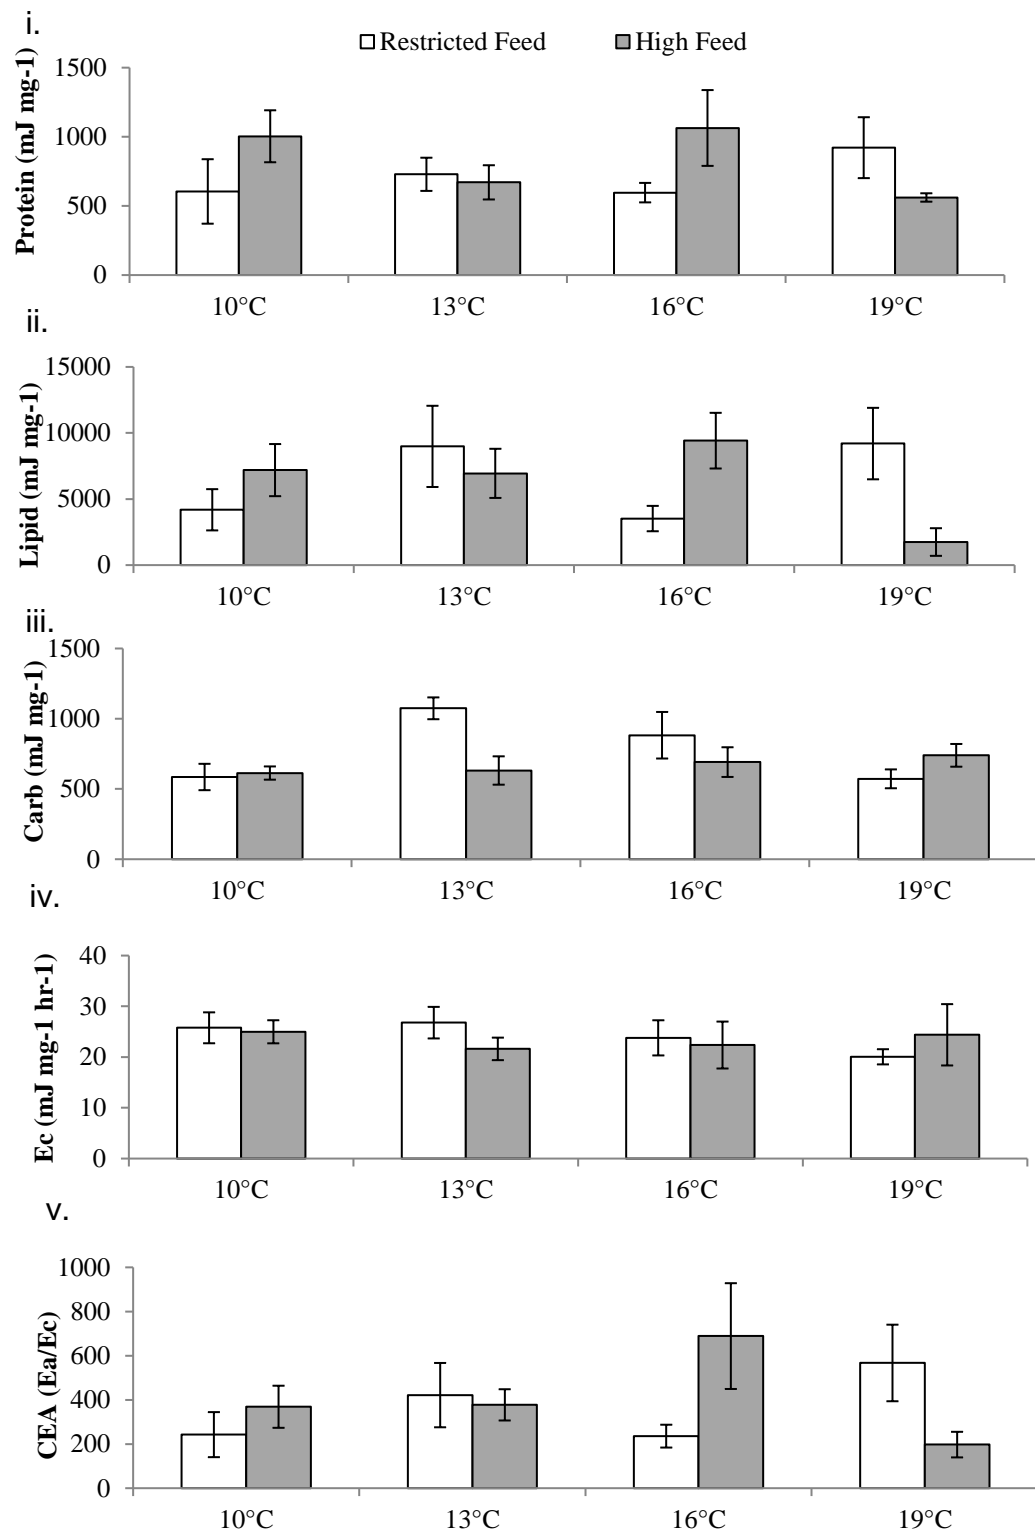 i.
Restricted Feed High Feed
Protein (mJ mg-1)
1500
1000
500
0
10°C 13°C 16°C 19°C
ii.
Lipid (mJ mg-1)
15000
10000
5000
0
10°C 13°C 16°C 19°C
iii.
Carb (mJ mg-1)
1500
1000
500
0
10°C 13°C 16°C 19°C
iv.
Ec (mJ mg-1 hr-1)
40
30
20
10
0
10°C 13°C 16°C 19°C
v.
CEA (Ea/Ec)
1000
800
600
400
200
0
10°C 13°C 16°C 19°C